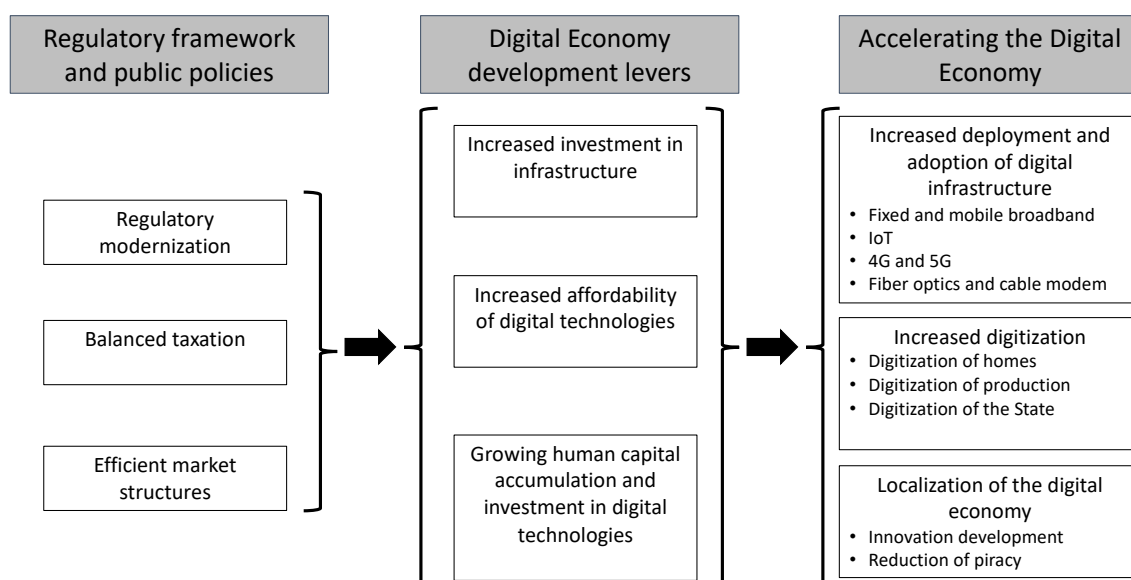 Regulatory framework
and public policies
Regulatory
modernization
Balanced taxation
Efficient market
structures
Digital Economy
development levers
Increased investment in
infrastructure
Increased affordability
of digital technologies
Growing human capital
accumulation and
investment in digital
technologies
Accelerating the Digital
Economy
Increased deployment and
adoption of digital
infrastructure
• Fixed and mobile broadband
• IoT
• 4G and 5G
• Fiber optics and cable modem
Increased digitization
• Digitization of homes
• Digitization of production
• Digitization of the State
Localization of the digital
economy
• Innovation development
• Reduction of piracy